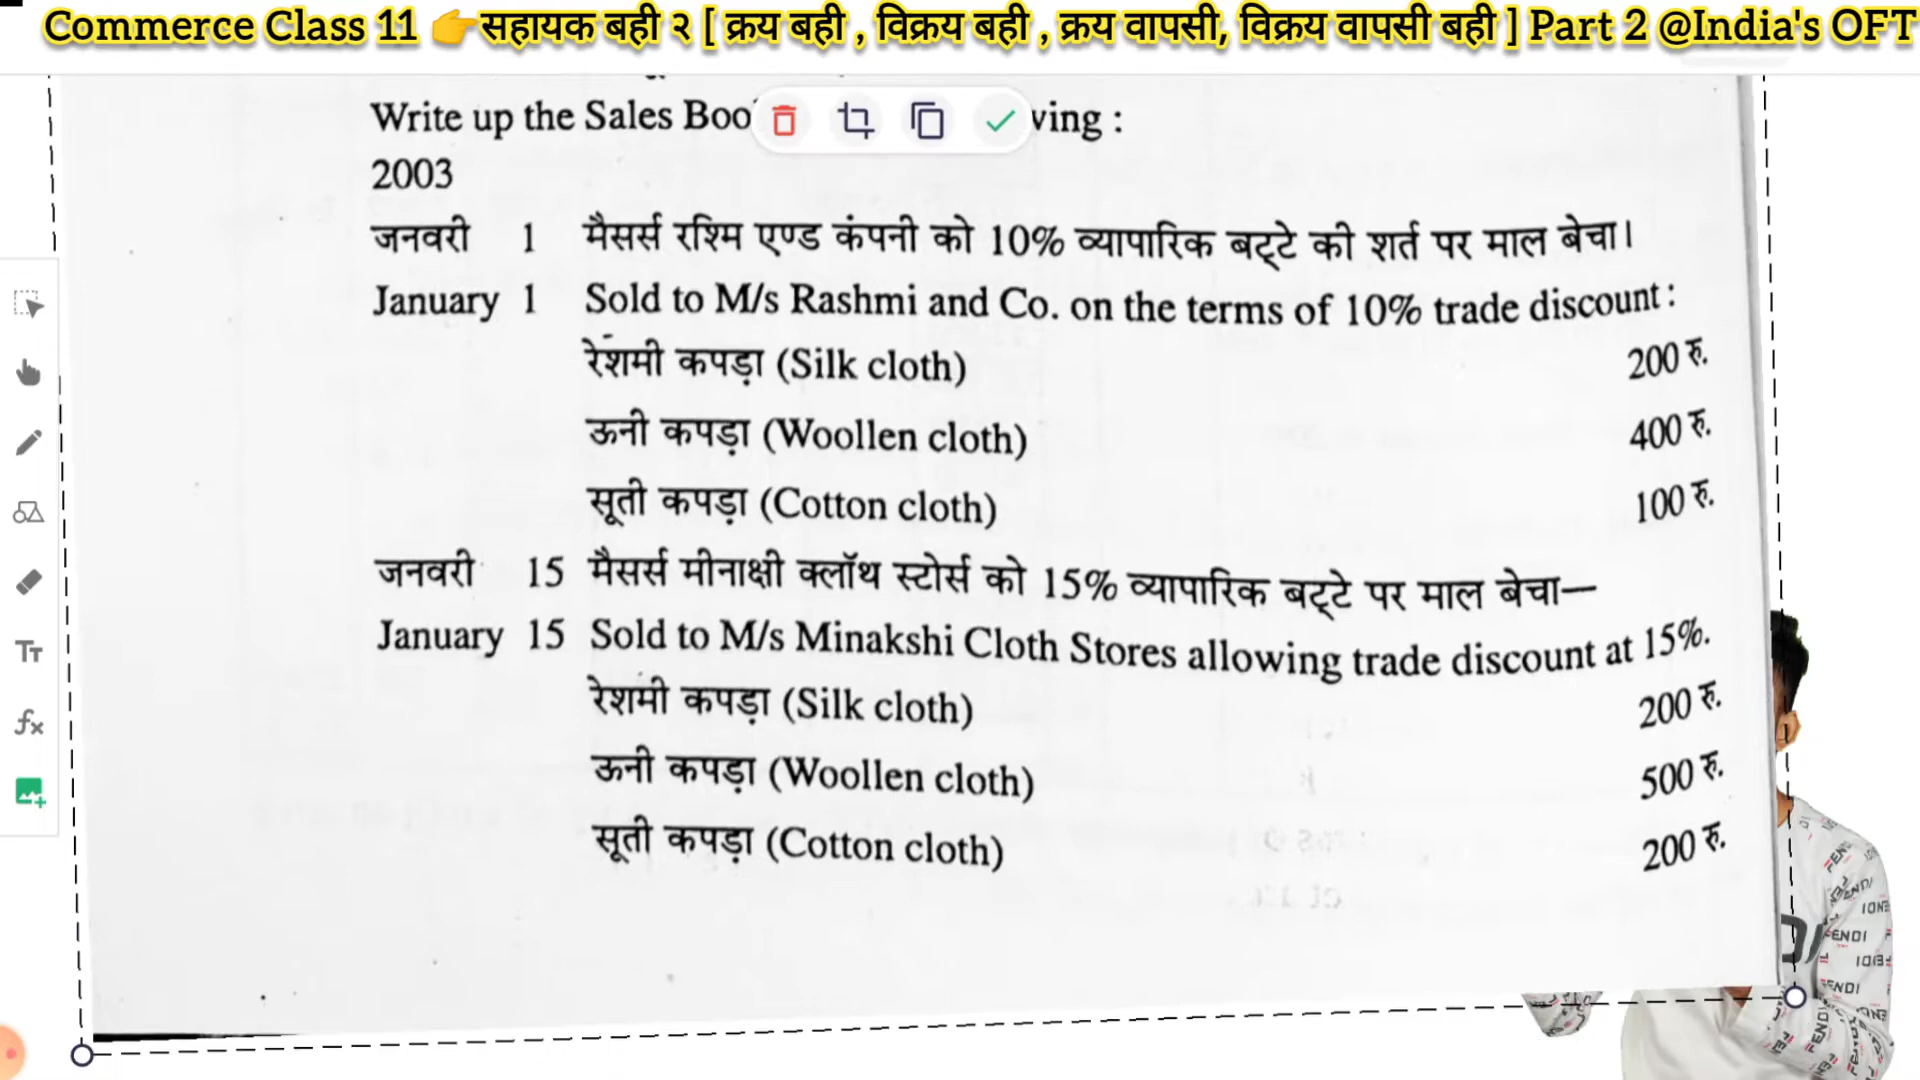 Commerce Class 11 👉सहायक बही २ [ क्रय बही , विक्रय बही , क्रय वापसी, विक्रय वापसी बही ] Part 2 @India's OFT
Write up the Sales Boo ving :
2003
जनवरी 1 मैसर्स रश्मि एण्ड कंपनी को 10% व्यापारिक बट्टे की शर्त पर माल बेचा।
January 1 Sold to M/s Rashmi and Co. on the terms of 10% trade discount :
रेशमी कपड़ा (Silk cloth) 200 रु.
ऊनी कपड़ा (Woollen cloth) 400 रु.
सूती कपड़ा (Cotton cloth) 100 रु.
जनवरी 15 मैसर्स मीनाक्षी क्लॉथ स्टोर्स को 15% व्यापारिक बट्टे पर माल बेचा—
January 15 Sold to M/s Minakshi Cloth Stores allowing trade discount at 15%.
रेशमी कपड़ा (Silk cloth) 200 रु.
ऊनी कपड़ा (Woollen cloth) 500 रु.
सूती कपड़ा (Cotton cloth) 200 रु.
TT
fx
FENDI